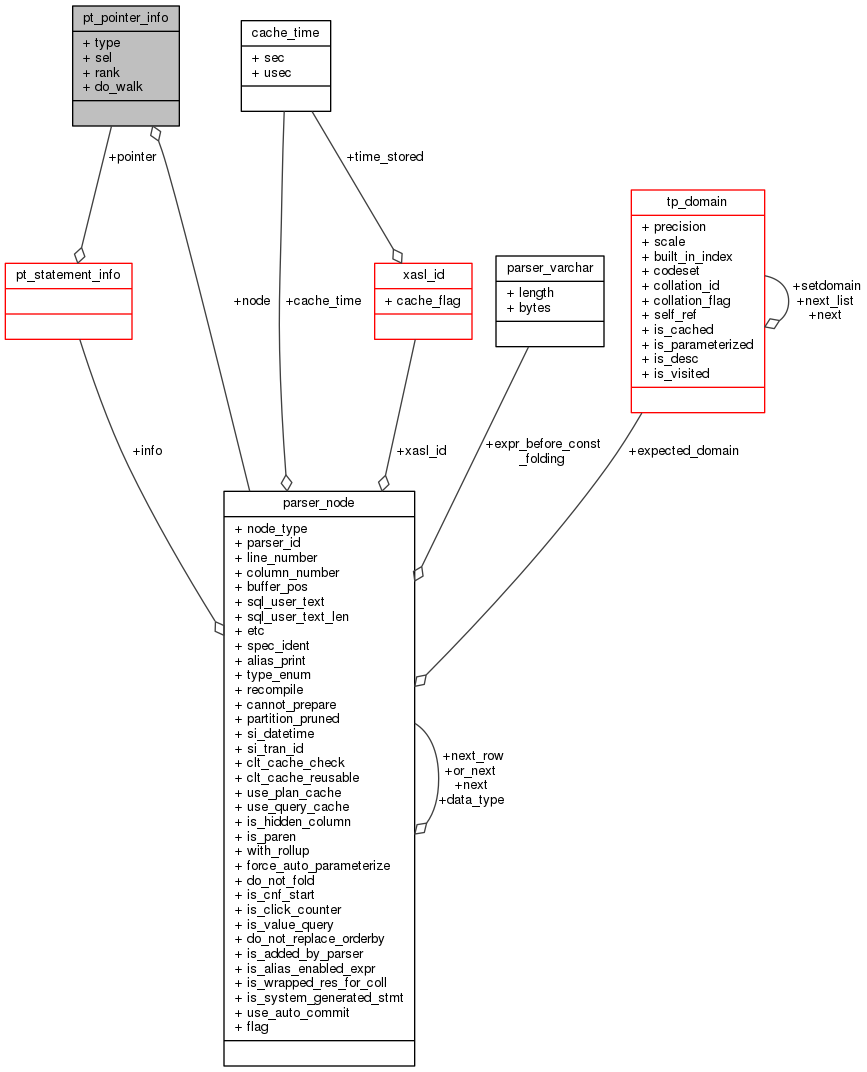 pt_pointer_info
+ type
+ sel
+ rank
+ do_walk
cache_time
+ sec
+ usec
+pointer
+time_stored
tp_domain
+ precision
+ scale
+ built_in_index
+ codeset
+ collation_id
+ collation_flag
+ self_ref
+ is_cached
+ is_parameterized
+ is_desc
+ is_visited
+setdomain
+next_list
+next
pt_statement_info
xasl_id
+ cache_flag
parser_varchar
+ length
+ bytes
+node
+cache_time
+info
+xasl_id
+expr_before_const
_folding
+expected_domain
parser_node
+ node_type
+ parser_id
+ line_number
+ column_number
+ buffer_pos
+ sql_user_text
+ sql_user_text_len
+ etc
+ spec_ident
+ alias_print
+ type_enum
+ recompile
+ cannot_prepare
+ partition_pruned
+ si_datetime
+ si_tran_id
+ clt_cache_check
+ clt_cache_reusable
+ use_plan_cache
+ use_query_cache
+ is_hidden_column
+ is_paren
+ with_rollup
+ force_auto_parameterize
+ do_not_fold
+ is_cnf_start
+ is_click_counter
+ is_value_query
+ do_not_replace_orderby
+ is_added_by_parser
+ is_alias_enabled_expr
+ is_wrapped_res_for_coll
+ is_system_generated_stmt
+ use_auto_commit
+ flag
+next_row
+or_next
+next
+data_type